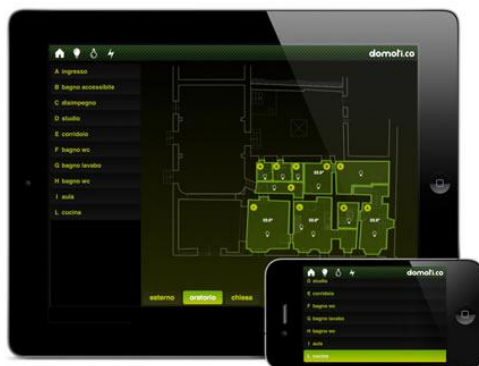 domoti.co
A ingresso
B bagno accessibile
C disimpegno
D studio
E corridoio
F bagno wc
G bagno lavabo
H bagno wc
I aula
L cucina
esterno oratorio chiesa
domoti.co
D studio
E corridoio
F bagno wc
G bagno lavabo
H bagno wc
I aula
L cucina